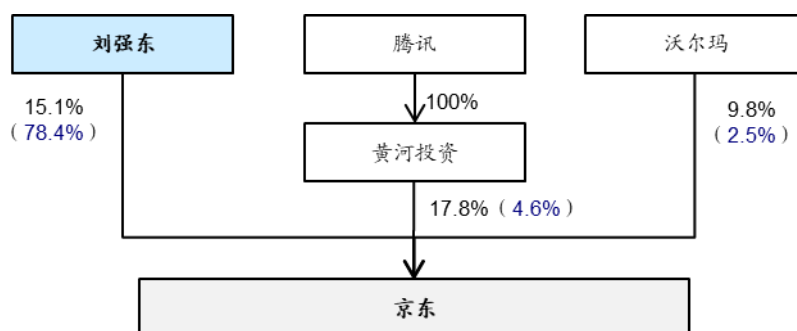 刘强东
腾讯
沃尔玛
15.1%
（78.4%）
100%
9.8%
（2.5%）
黄河投资
17.8%（4.6%）
京东